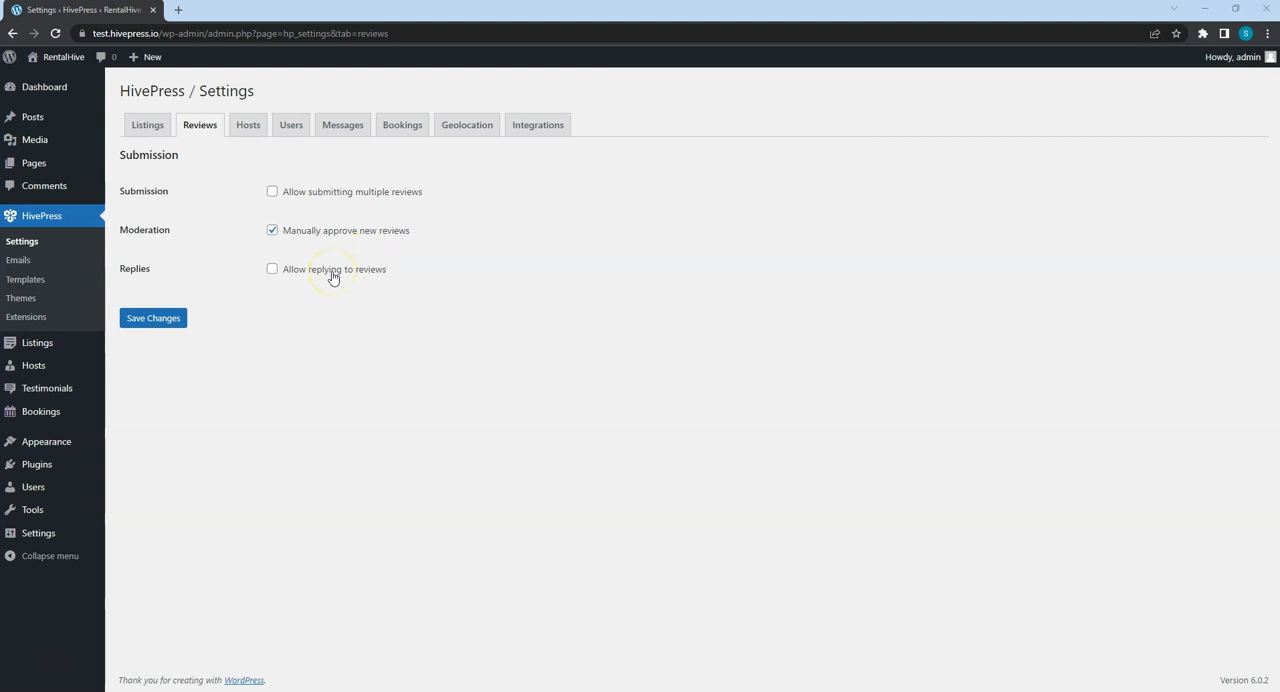 Settings ‹ HivePress ‹ RentalHive
test.hivepress.io/wp-admin/admin.php?page=hp_settings&tab=reviews
S
RentalHive 0 New Howdy, admin
Dashboard
Posts
Media
Pages
Comments
HivePress
Settings
Emails
Templates
Themes
Extensions
Listings
Hosts
Testimonials
Bookings
Appearance
Plugins
Users
Tools
Settings
Collapse menu
HivePress / Settings
Listings Reviews Hosts Users Messages Bookings Geolocation Integrations
Submission
Submission Allow submitting multiple reviews
Moderation Manually approve new reviews
Replies Allow replying to reviews
Save Changes
Thank you for creating with WordPress. Version 6.0.2